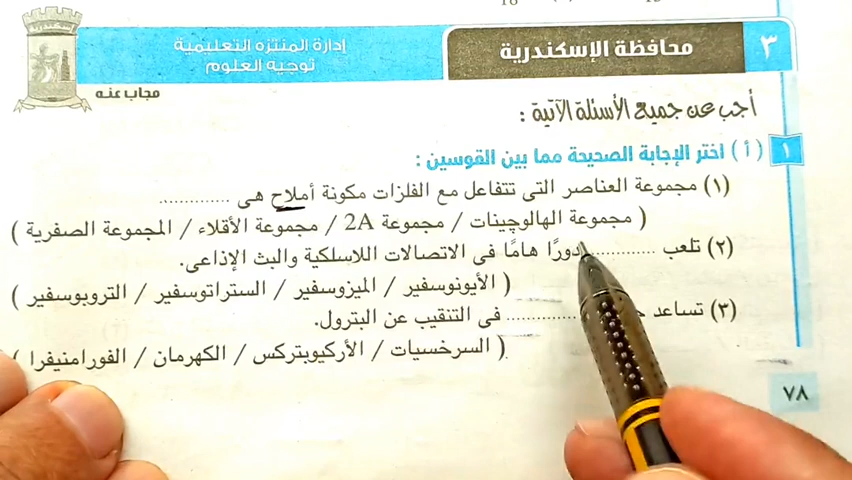 ٣
محافظة الإسكندرية
إدارة المنتزه التعليمية
توجيه العلوم
مجاب عنه
أجب عن جميع الأسئلة الآتية :
١ ( أ ) اختر الإجابة الصحيحة مما بين القوسين :
(١) مجموعة العناصر التى تتفاعل مع الفلزات مكونة أملاح هى ..............
( مجموعة الهالوچينات / مجموعة 2A / مجموعة الأقلاء / المجموعة الصفرية )
(٢) تلعب .............. دورًا هامًا فى الاتصالات اللاسلكية والبث الإذاعى.
( الأيونوسفير / الميزوسفير / الستراتوسفير / التروبوسفير )
(٣) تساعد .............. فى التنقيب عن البترول.
( السرخسيات / الأركيوبتركس / الكهرمان / الفورامنيفرا )
٧٨